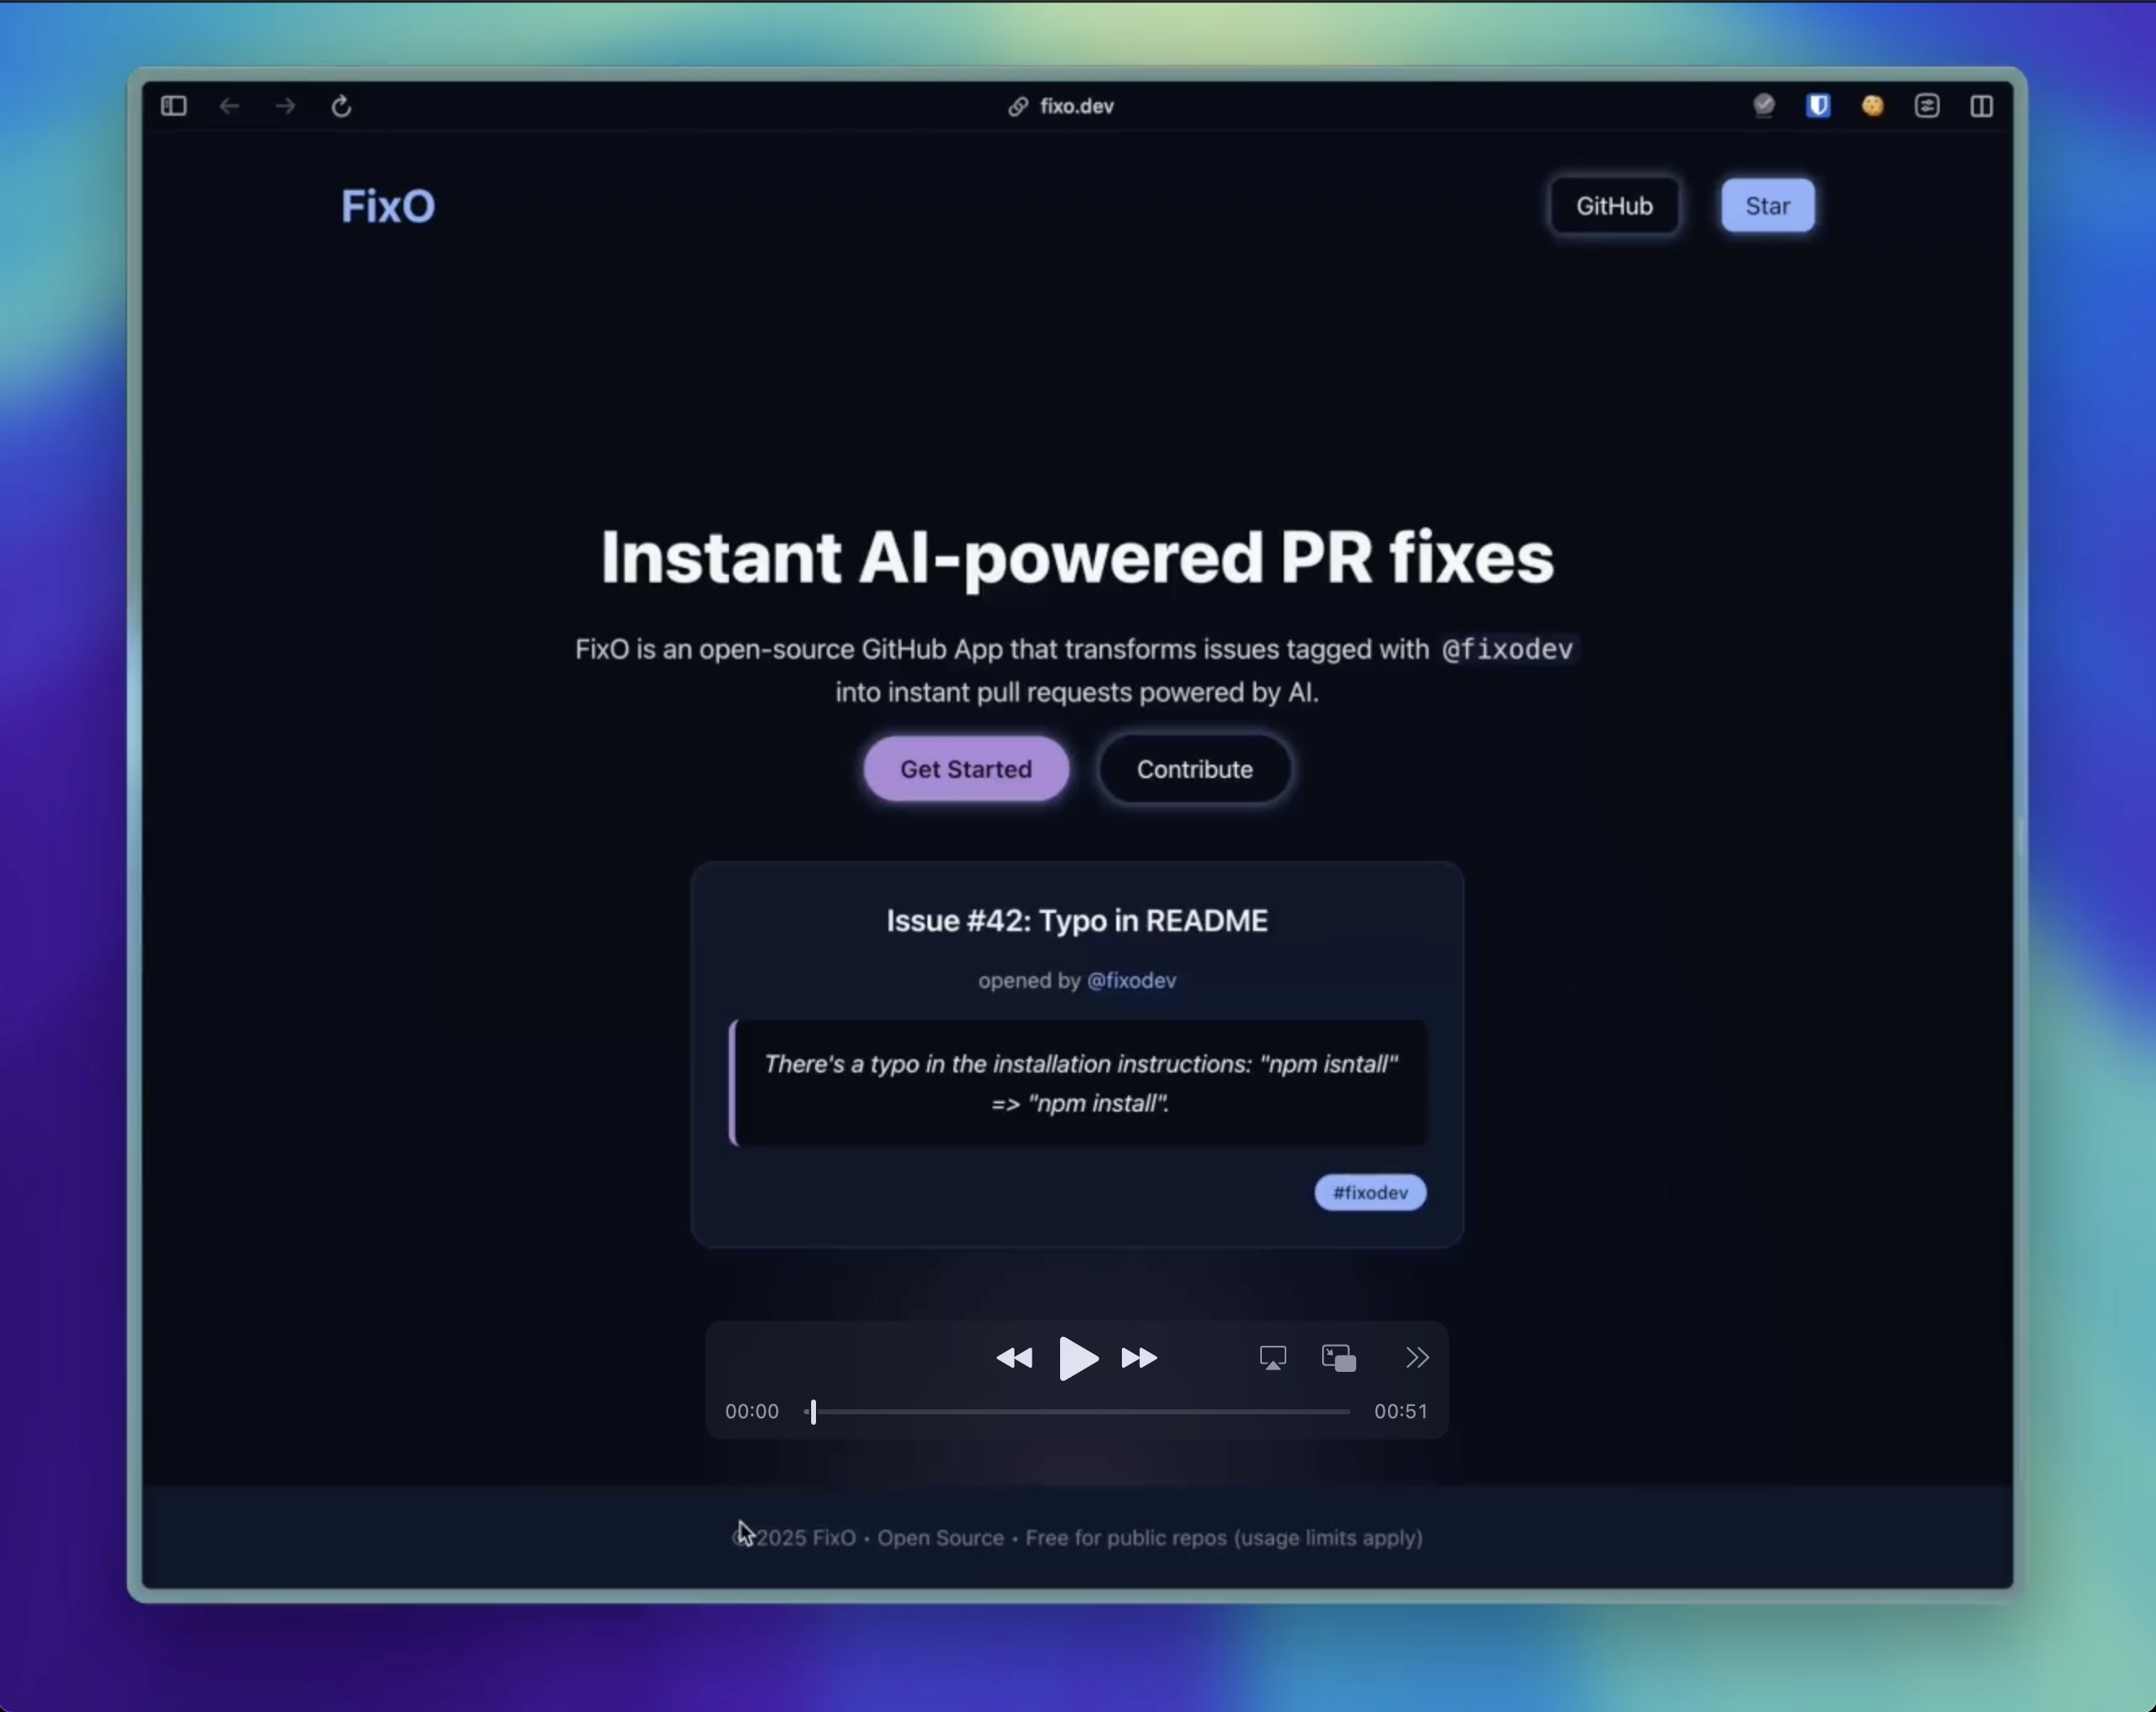 fixo.dev
FixO
GitHub
Star
Instant AI-powered PR fixes
FixO is an open-source GitHub App that transforms issues tagged with @fixodev
into instant pull requests powered by AI.
Get Started
Contribute
Issue #42: Typo in README
opened by @fixodev
There's a typo in the installation instructions: "npm isntall"
=> "npm install".
#fixodev
00:00
00:51
© 2025 FixO • Open Source • Free for public repos (usage limits apply)